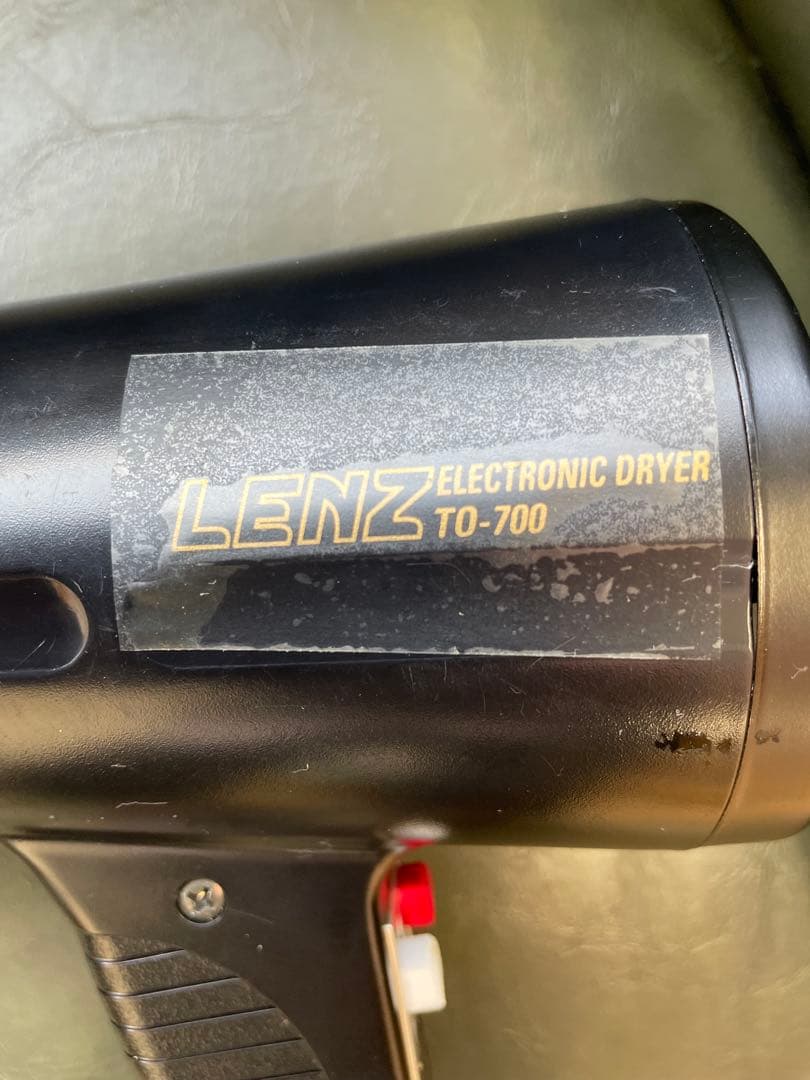 LENZ ELECTRONIC DRYER
TO-700